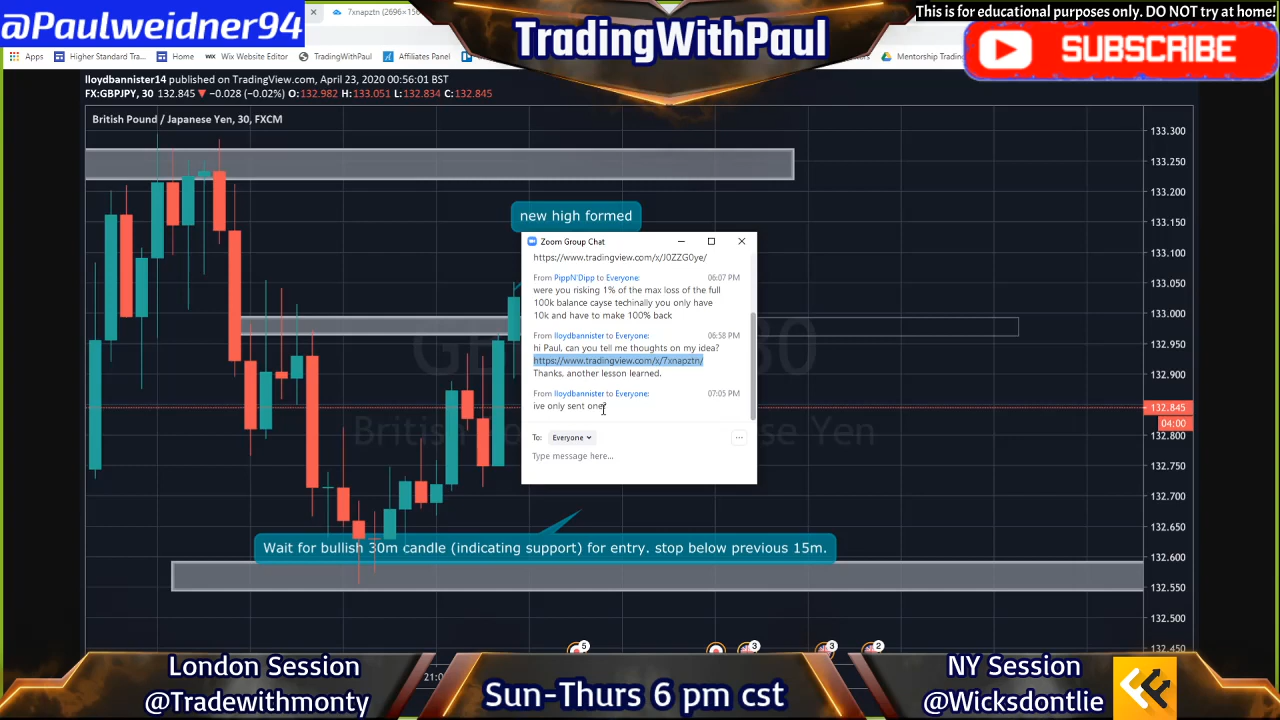 @Paulweidner94
7xnapztn (2696×156
TradingWithPaul
This is for educational purposes only. DO NOT try at home!
SUBSCRIBE
Apps
Higher Standard Tra...
Home
Wix Website Editor
TradingWithPaul
Affiliates Panel
Mentorship Trading
lloydbannister14 published on TradingView.com, April 23, 2020 00:56:01 BST
FX:GBPJPY, 30 132.845 ▼ −0.028 (−0.02%) O:132.982 H:133.051 L:132.834 C:132.845
British Pound / Japanese Yen, 30, FXCM
133.300
133.250
133.200
133.150
133.100
133.050
133.000
132.950
132.900
132.845
04:00
132.800
132.750
132.700
132.650
132.600
132.550
132.500
132.450
new high formed
Zoom Group Chat
https://www.tradingview.com/x/J0ZZG0ye/
From PippN'Dipp to Everyone: 06:07 PM
were you risking 1% of the max loss of the full
100k balance cayse techinally you only have
10k and have to make 100% back
From lloydbannister to Everyone: 06:58 PM
hi Paul, can you tell me thoughts on my idea?
https://www.tradingview.com/x/7xnapztn/
Thanks, another lesson learned.
From lloydbannister to Everyone: 07:05 PM
ive only sent one?
To: Everyone
...
Type message here...
Wait for bullish 30m candle (indicating support) for entry. stop below previous 15m.
5
3
3
2
London Session
@Tradewithmonty
Sun-Thurs 6 pm cst
NY Session
@Wicksdontlie